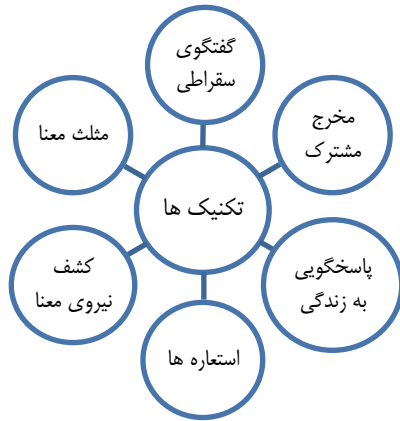 گفتگوی
سقراطی
مخرج
مشترک
مثلث معنا
تکنیک ها
پاسخگویی
به زندگی
کشف
نیروی معنا
استعاره ها